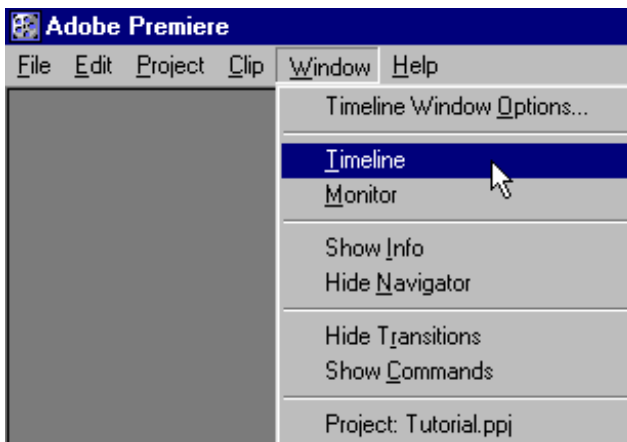 Adobe Premiere
File Edit Project Clip Window Help
Timeline Window Options...
Timeline
Monitor
Show Info
Hide Navigator
Hide Transitions
Show Commands
Project: Tutorial.ppj